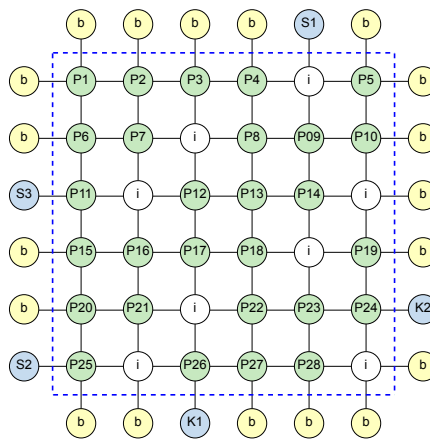 b b b b S1 b
b P1 P2 P3 P4 i P5 b
b P6 P7 i P8 P09 P10 b
S3 P11 i P12 P13 P14 i b
b P15 P16 P17 P18 i P19 b
b P20 P21 i P22 P23 P24 K2
S2 P25 i P26 P27 P28 i b
b b K1 b b b